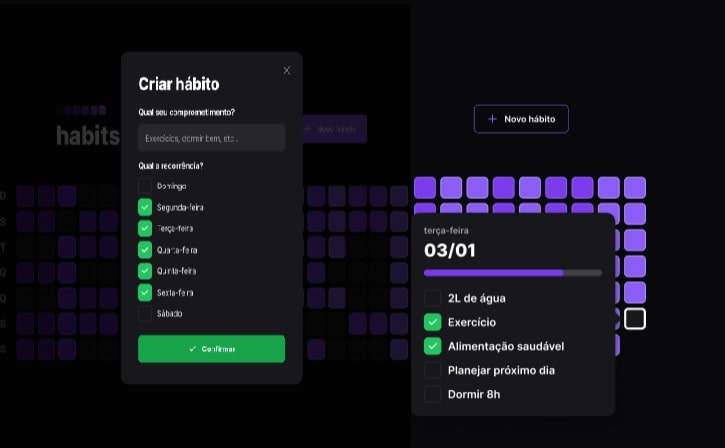 Criar hábito
Qual seu comprometimento?
Exercícios, dormir bem, etc...
Qual a recorrência?
Domingo
Segunda-feira
Terça-feira
Quarta-feira
Quinta-feira
Sexta-feira
Sábado
Confirmar
habits
Novo hábito
D
S
T
Q
Q
S
S
Novo hábito
terça-feira
03/01
2L de água
Exercício
Alimentação saudável
Planejar próximo dia
Dormir 8h